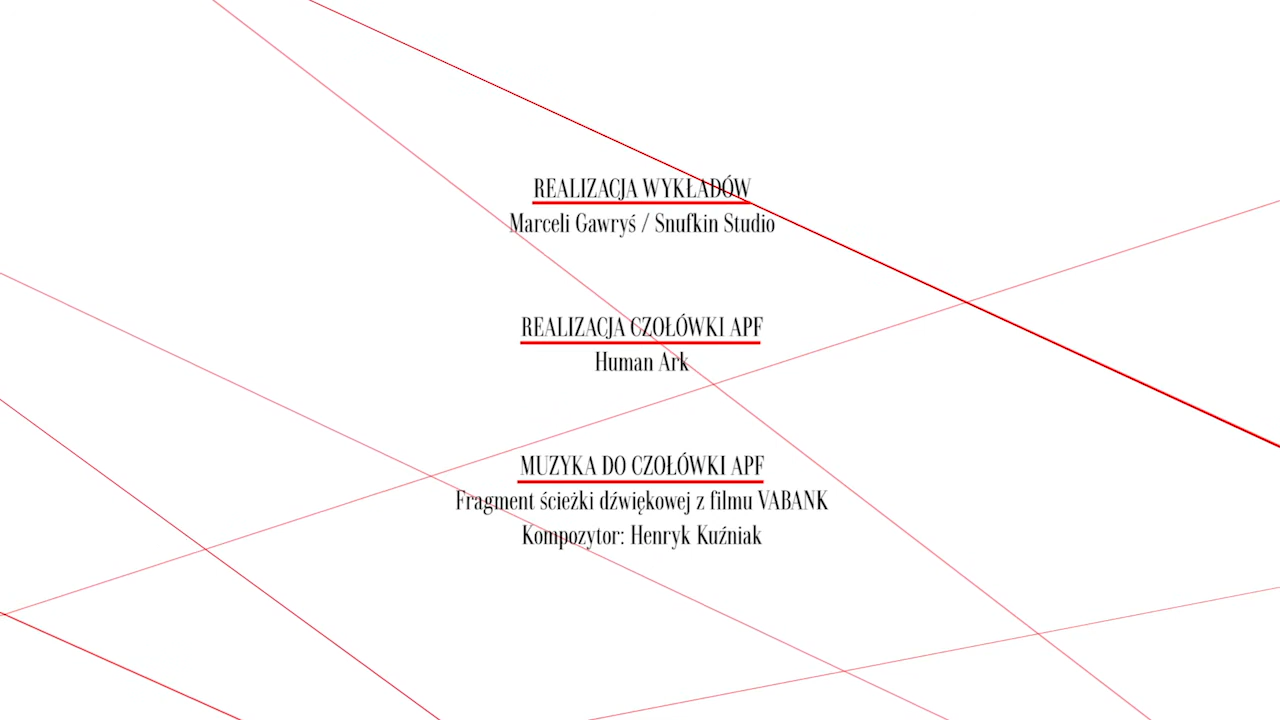 REALIZACJA WYKŁADÓW
Marceli Gawryś / Snufkin Studio
REALIZACJA CZOŁÓWKI APF
Human Ark
MUZYKA DO CZOŁÓWKI APF
Fragment ścieżki dźwiękowej z filmu VABANK
Kompozytor: Henryk Kuźniak